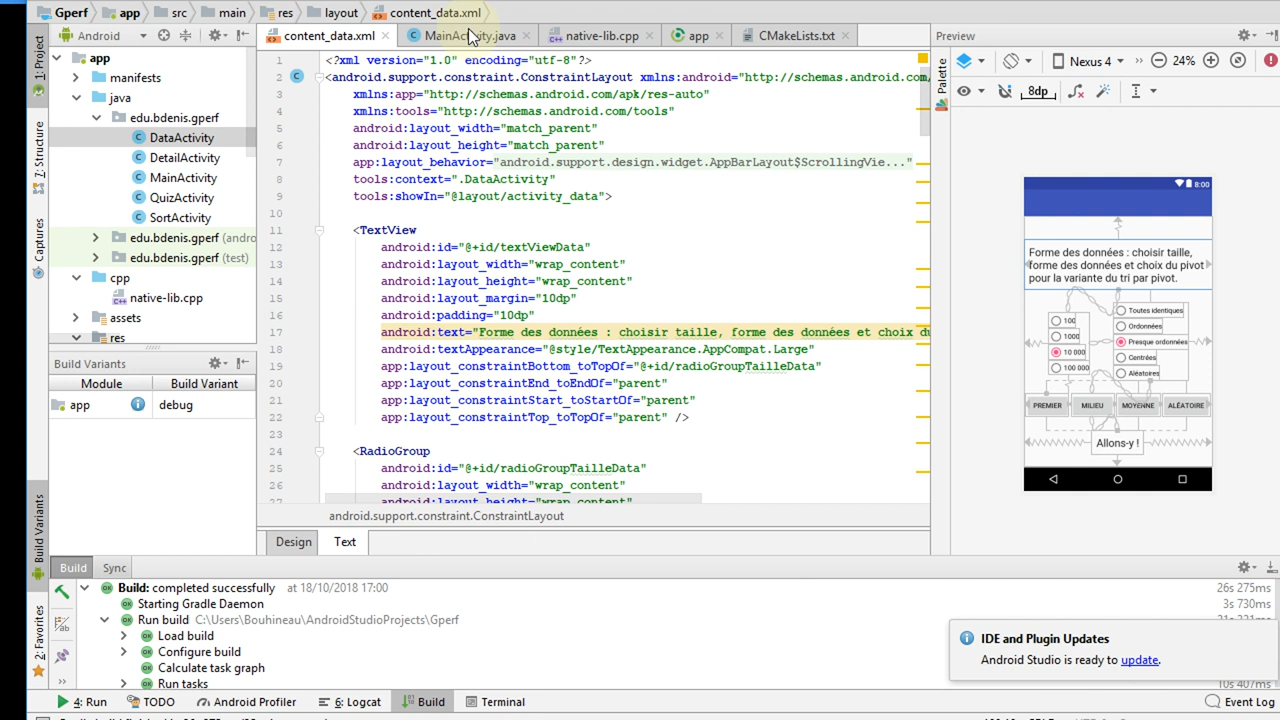 Gperf app src main res layout content_data.xml
1: Project
7: Structure
Captures
Build Variants
2: Favorites
Android
app
manifests
java
edu.bdenis.gperf
DataActivity
DetailActivity
MainActivity
QuizActivity
SortActivity
edu.bdenis.gperf (andro
edu.bdenis.gperf (test)
cpp
native-lib.cpp
assets
res
Build Variants
Module Build Variant
app debug
content_data.xml MainActivity.java native-lib.cpp app CMakeLists.txt
1 <?xml version="1.0" encoding="utf-8"?>
2 <android.support.constraint.ConstraintLayout xmlns:android="http://schemas.android.com/
3 xmlns:app="http://schemas.android.com/apk/res-auto"
4 xmlns:tools="http://schemas.android.com/tools"
5 android:layout_width="match_parent"
6 android:layout_height="match_parent"
7 app:layout_behavior="android.support.design.widget.AppBarLayout$ScrollingVie..."
8 tools:context=".DataActivity"
9 tools:showIn="@layout/activity_data">
10
11 <TextView
12 android:id="@+id/textViewData"
13 android:layout_width="wrap_content"
14 android:layout_height="wrap_content"
15 android:layout_margin="10dp"
16 android:padding="10dp"
17 android:text="Forme des données : choisir taille, forme des données et choix du
18 android:textAppearance="@style/TextAppearance.AppCompat.Large"
19 app:layout_constraintBottom_toTopOf="@+id/radioGroupTailleData"
20 app:layout_constraintEnd_toEndOf="parent"
21 app:layout_constraintStart_toStartOf="parent"
22 app:layout_constraintTop_toTopOf="parent" />
23
24 <RadioGroup
25 android:id="@+id/radioGroupTailleData"
26 android:layout_width="wrap_content"
27 android:layout_height="wrap_content"
android.support.constraint.ConstraintLayout
Design Text
Preview
Palette
Nexus 4 24%
8dp
8:00
Forme des données : choisir taille,
forme des données et choix du pivot
pour la variante du tri par pivot.
100
1000
10 000
100 000
Toutes identiques
Ordonnées
Presque ordonnées
Centrées
Aléatoires
PREMIER MILIEU MOYENNE ALÉATOIRE
Allons-y !
Build Sync
Build: completed successfully at 18/10/2018 17:00 26s 275ms
Starting Gradle Daemon 3s 730ms
Run build C:\Users\Bouhineau\AndroidStudioProjects\Gperf
Load build
Configure build
Calculate task graph
Run tasks
IDE and Plugin Updates
Android Studio is ready to update.
4: Run TODO Android Profiler 6: Logcat Build Terminal Event Log